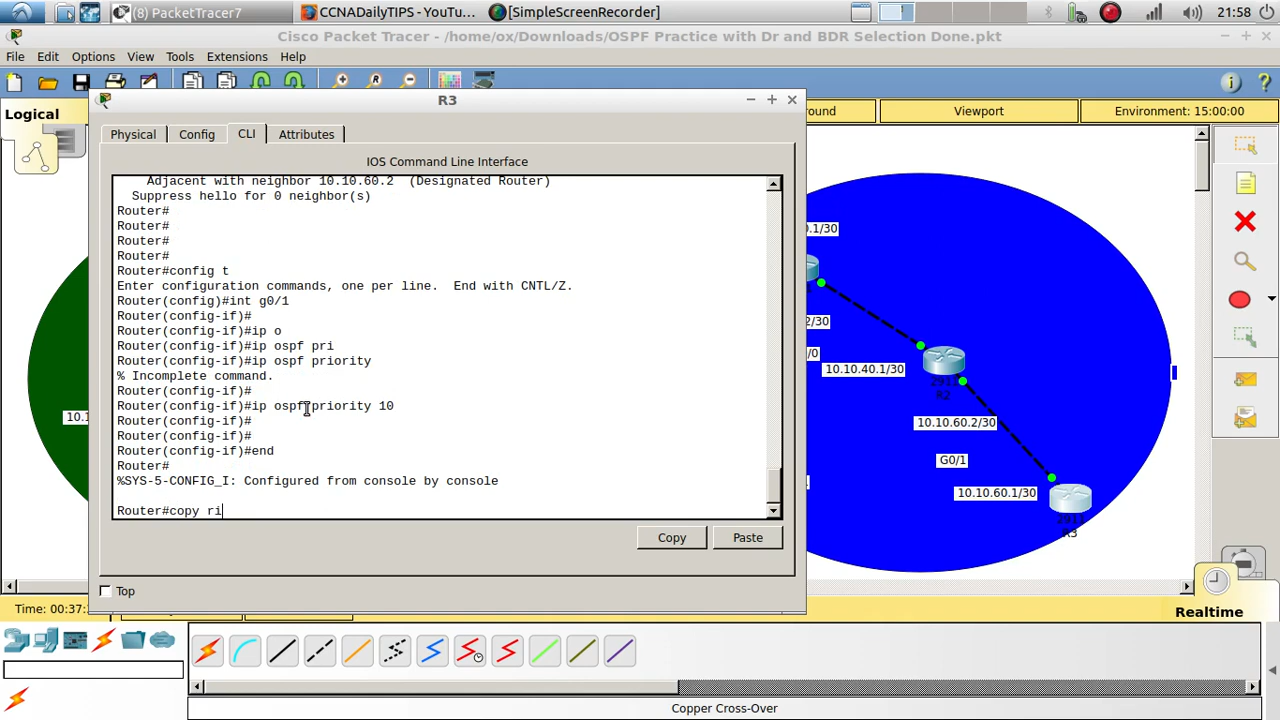 (8) PacketTracer7
CCNADailyTIPS - YouTu...
[SimpleScreenRecorder]
21:58
Cisco Packet Tracer - /home/ox/Downloads/OSPF Practice with Dr and BDR Selection Done.pkt
File Edit Options View Tools Extensions Help
Logical
Viewport
Environment: 15:00:00
R3
Physical Config CLI Attributes
IOS Command Line Interface
Adjacent with neighbor 10.10.60.2 (Designated Router)
Suppress hello for 0 neighbor(s)
Router#
Router#
Router#
Router#
Router#config t
Enter configuration commands, one per line. End with CNTL/Z.
Router(config)#int g0/1
Router(config-if)#
Router(config-if)#ip o
Router(config-if)#ip ospf pri
Router(config-if)#ip ospf priority
% Incomplete command.
Router(config-if)#
Router(config-if)#ip ospf priority 10
Router(config-if)#
Router(config-if)#
Router(config-if)#end
Router#
%SYS-5-CONFIG_I: Configured from console by console
Router#copy ri
Copy Paste
Top
10.10.40.1/30
2911
R2
10.10.60.2/30
G0/1
10.10.60.1/30
2911
R3
Realtime
Copper Cross-Over